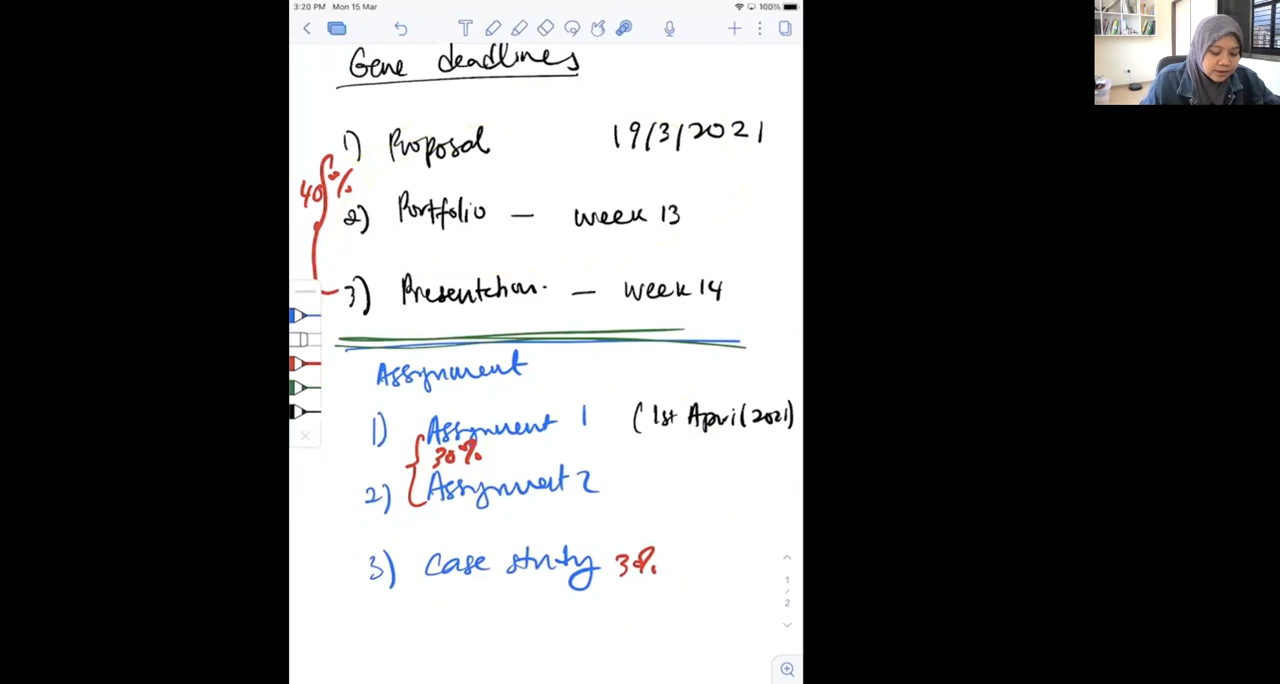 3:20 PM Mon 15 Mar
100%
Gene deadlines
1) Proposal 19/3/2021
40%
2) Portfolio – week 13
3) Presentation. – week 14
Assignment
1) Assignment 1 (1st April (2021)
30%
2) Assignment 2
3) Case study 30%
1
/
2